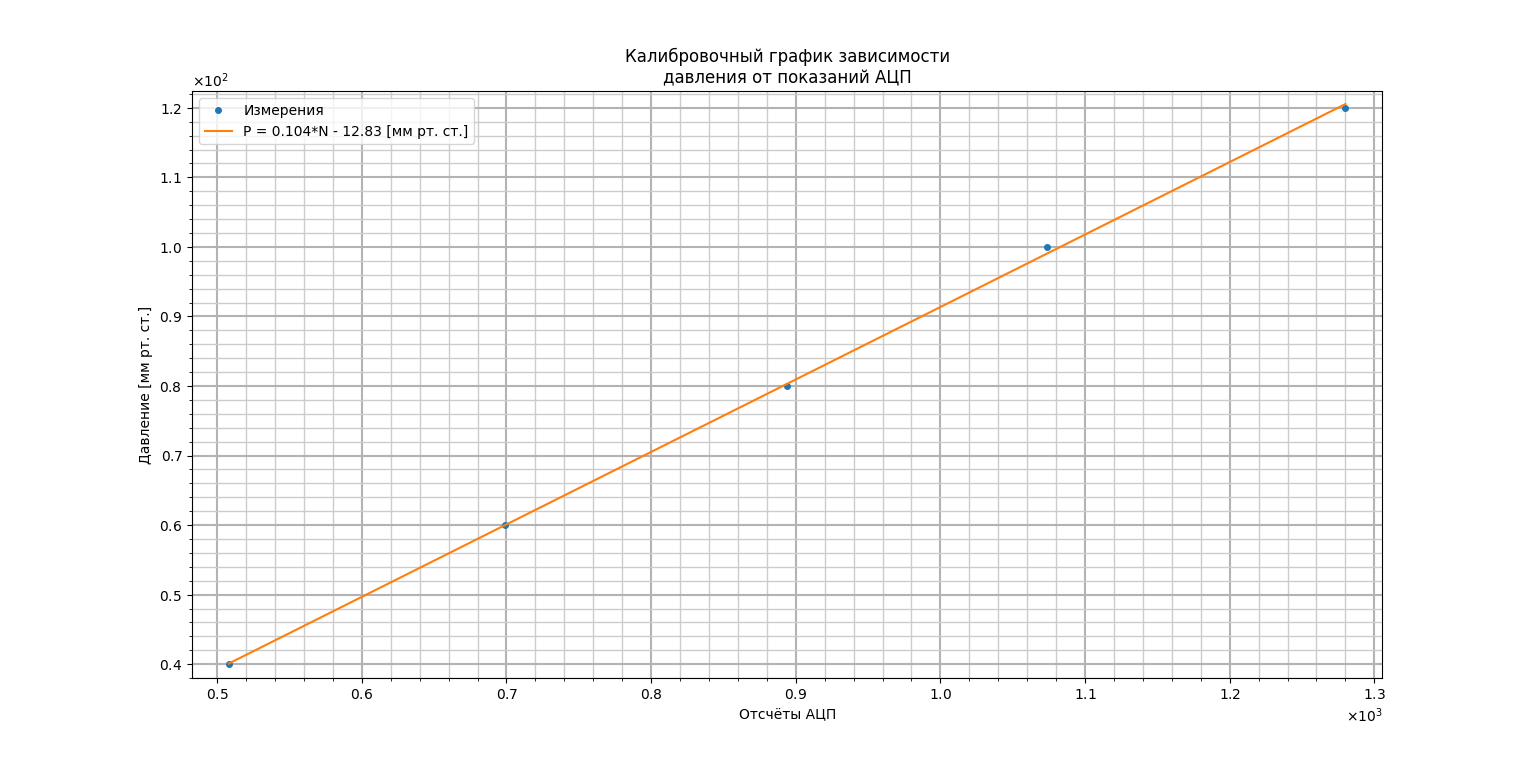 Калибровочный график зависимости
давления от показаний АЦП
×10²
Измерения
P = 0.104*N - 12.83 [мм рт. ст.]
1.2
1.1
1.0
0.9
0.8
0.7
0.6
0.5
0.4
Давление [мм рт. ст.]
0.5 0.6 0.7 0.8 0.9 1.0 1.1 1.2 1.3
Отсчёты АЦП
×10³